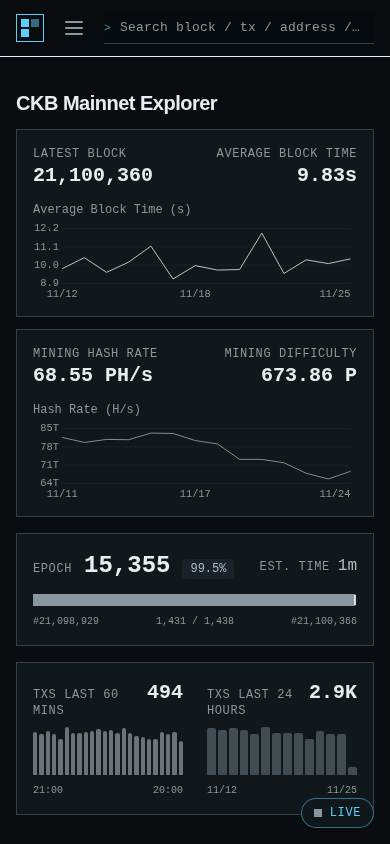 > Search block / tx / address /…
CKB Mainnet Explorer
LATEST BLOCK AVERAGE BLOCK TIME
21,100,360 9.83s
Average Block Time (s)
12.2
11.1
10.0
8.9
11/12 11/18 11/25
MINING HASH RATE MINING DIFFICULTY
68.55 PH/s 673.86 P
Hash Rate (H/s)
85T
78T
71T
64T
11/11 11/17 11/24
EPOCH 15,355 99.5% EST. TIME 1m
#21,098,929 1,431 / 1,438 #21,100,366
TXS LAST 60 MINS 494 TXS LAST 24 HOURS 2.9K
21:00 20:00 11/12 11/25
LIVE